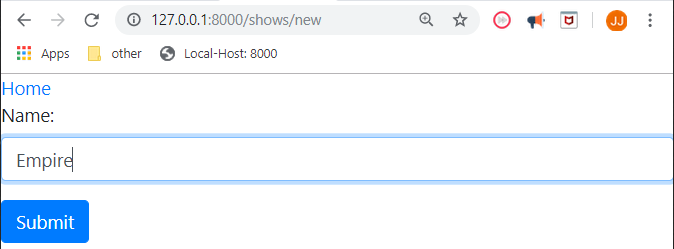 127.0.0.1:8000/shows/new
JJ
Apps other Local-Host: 8000
Home
Name:
Empire
Submit